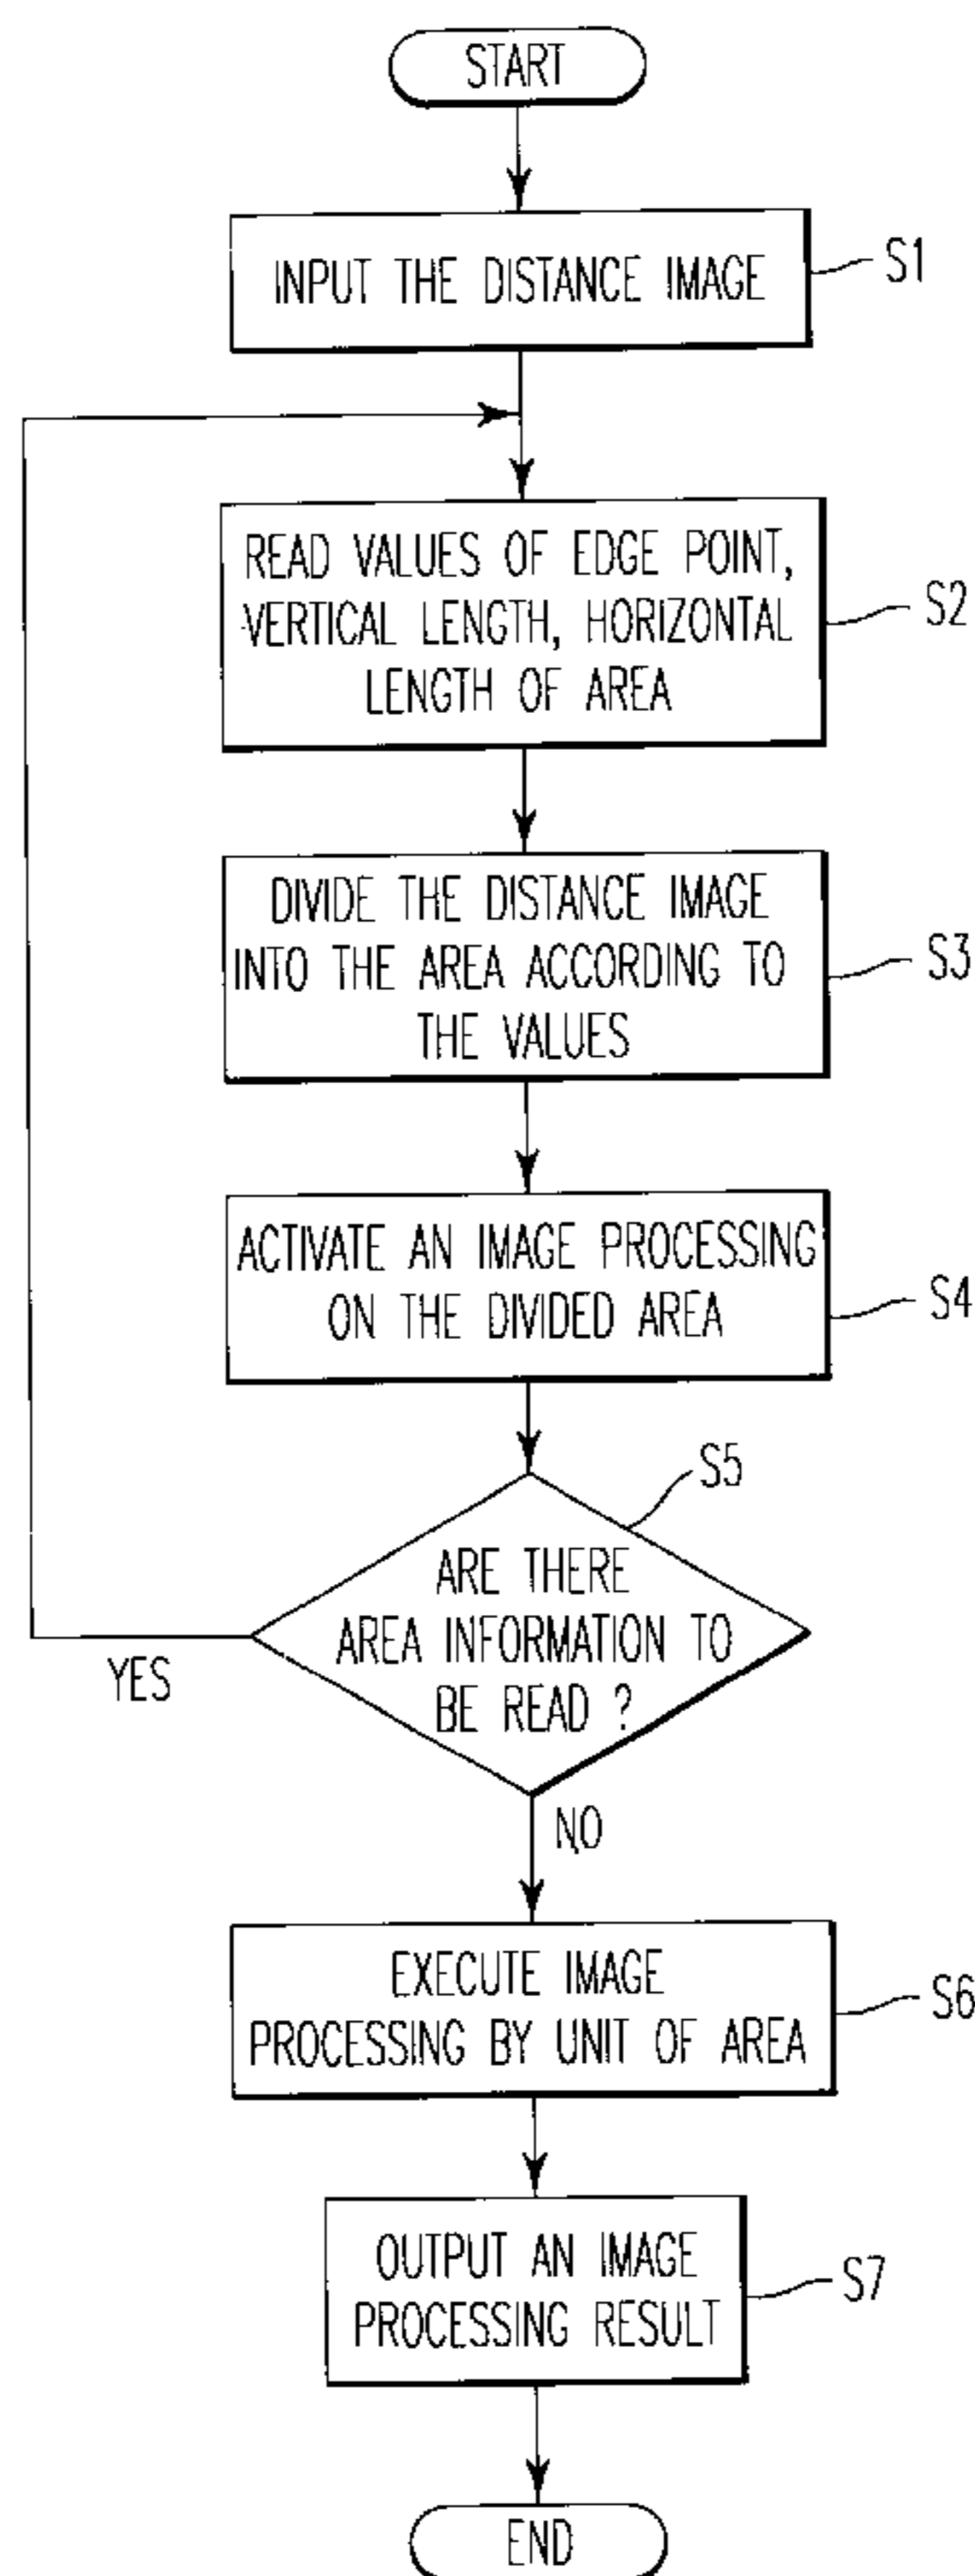 START
INPUT THE DISTANCE IMAGE
S1
READ VALUES OF EDGE POINT,
VERTICAL LENGTH, HORIZONTAL
LENGTH OF AREA
S2
DIVIDE THE DISTANCE IMAGE
INTO THE AREA ACCORDING TO
THE VALUES
S3
ACTIVATE AN IMAGE PROCESSING
ON THE DIVIDED AREA
S4
S5
ARE THERE
AREA INFORMATION TO
BE READ ?
YES
NO
EXECUTE IMAGE
PROCESSING BY UNIT OF AREA
S6
OUTPUT AN IMAGE
PROCESSING RESULT
S7
END